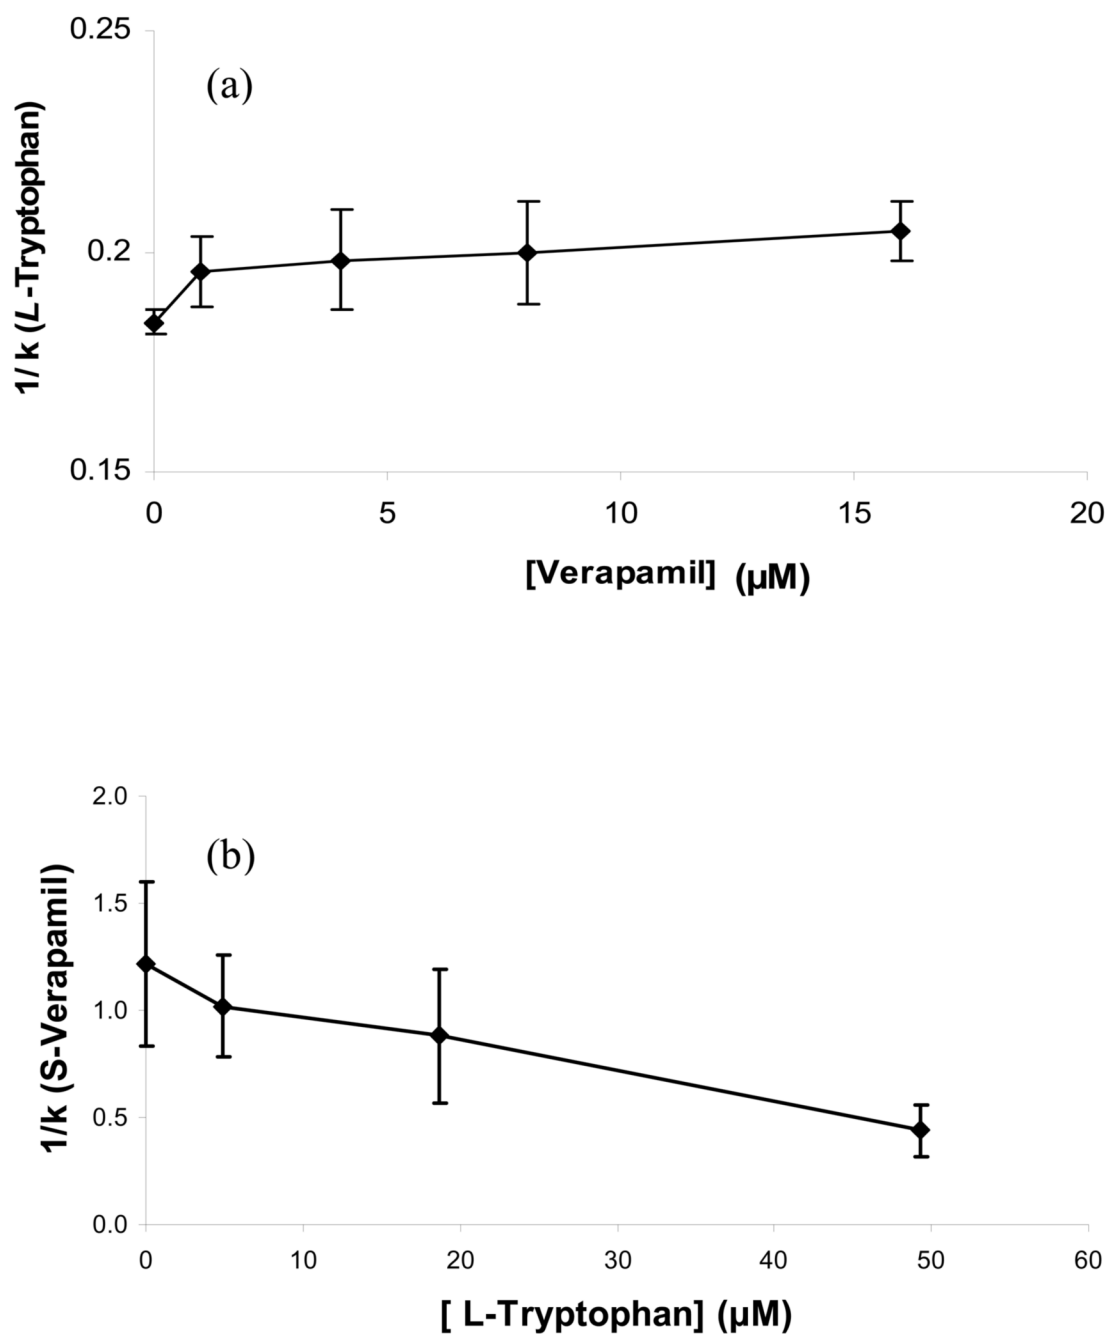 0.25
(a)
1/ k (L-Tryptophan)
0.2
0.15
0 5 10 15 20
[Verapamil] (µM)
2.0
(b)
1/k (S-Verapamil)
1.5
1.0
0.5
0.0
0 10 20 30 40 50 60
[ L-Tryptophan] (µM)